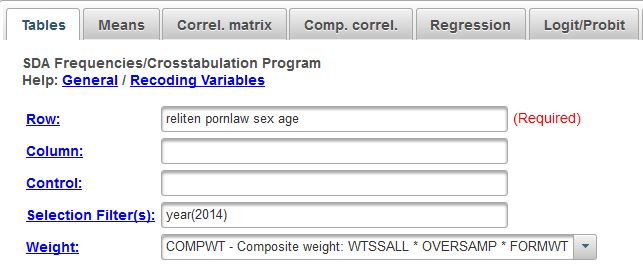 Tables Means Correl. matrix Comp. correl. Regression Logit/Probit
SDA Frequencies/Crosstabulation Program
Help: General / Recoding Variables
Row: reliten pornlaw sex age (Required)
Column:
Control:
Selection Filter(s): year(2014)
Weight: COMPWT - Composite weight: WTSSALL * OVERSAMP * FORMWT